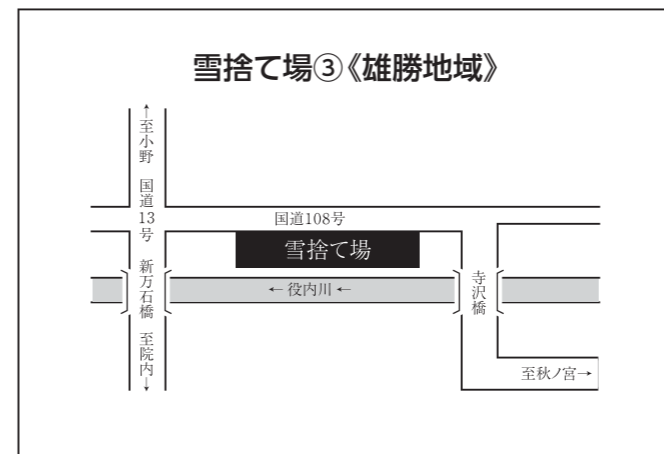 雪捨て場③《雄勝地域》
↑至小野
国道13号
国道108号
雪捨て場
新万石橋
←役内川←
寺沢橋
至院内↓
至秋ノ宮→